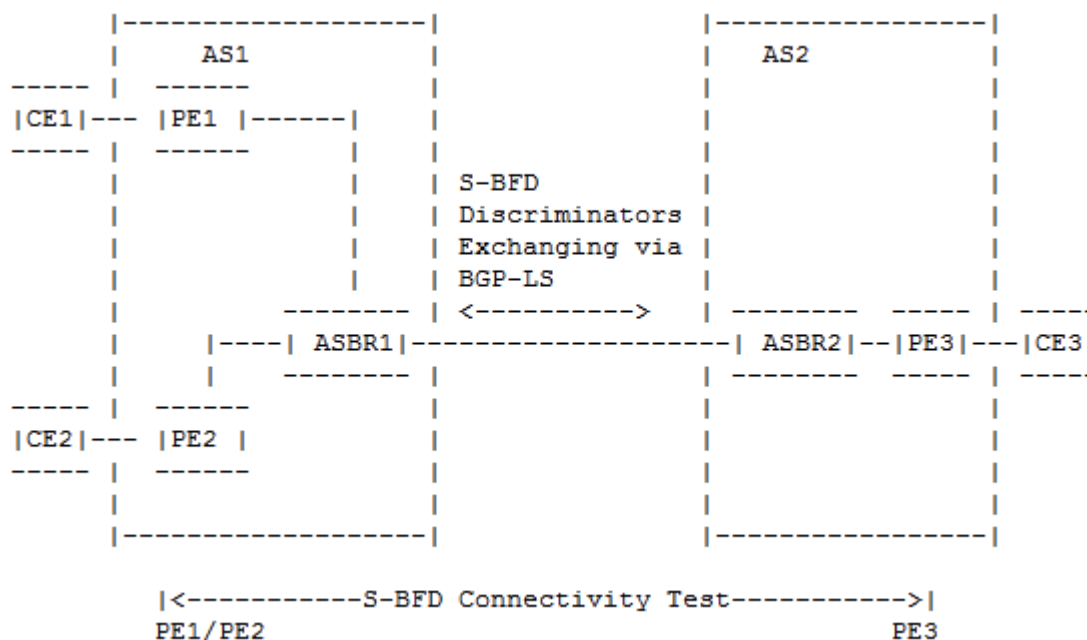 AS1 AS2
CE1 PE1
S-BFD
Discriminators
Exchanging via
BGP-LS
ASBR1 ASBR2 PE3 CE3
CE2 PE2
S-BFD Connectivity Test
PE1/PE2 PE3